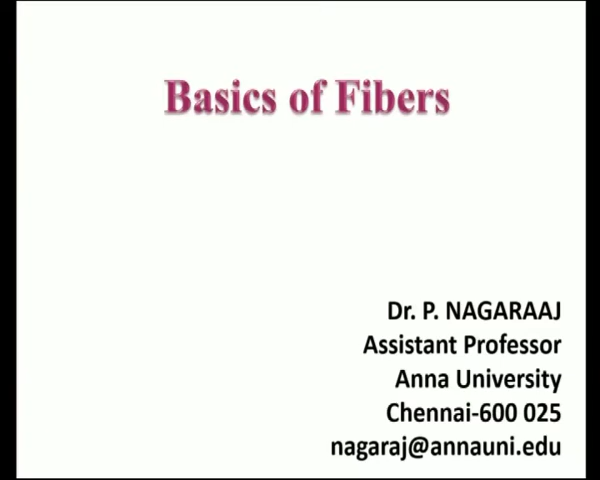 Basics of Fibers
Dr. P. NAGARAAJ
Assistant Professor
Anna University
Chennai-600 025
nagaraj@annauni.edu